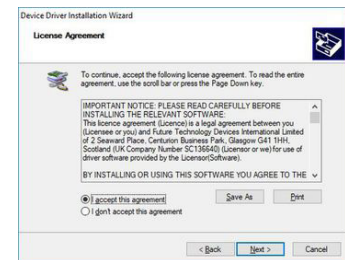 Device Driver Installation Wizard
License Agreement
To continue, accept the following license agreement. To read the entire
agreement, use the scroll bar or press the Page Down key.
IMPORTANT NOTICE: PLEASE READ CAREFULLY BEFORE
INSTALLING THE RELEVANT SOFTWARE:
This licence agreement (Licence) is a legal agreement between you
(Licensee or you) and Future Technology Devices International Limited
of 2 Seaward Place, Centurion Business Park, Glasgow G41 1HH,
Scotland (UK Company Number SC136640) (Licensor or we) for use of
driver software provided by the Licensor(Software).
BY INSTALLING OR USING THIS SOFTWARE YOU AGREE TO THE
I accept this agreement
Save As
Print
I don't accept this agreement
< Back
Next >
Cancel